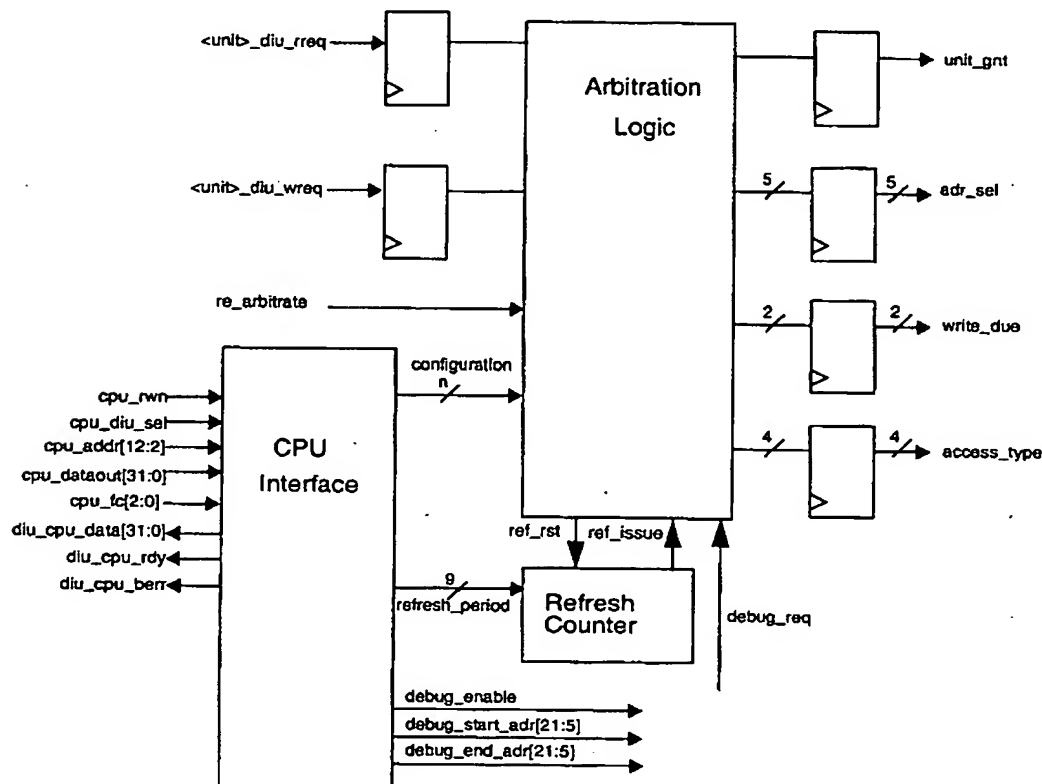 <unit>_diu_rreq
Arbitration
Logic
unit_gnt
<unit>_diu_wreq
5
5
adr_sel
re_arbitrate
2
2
write_due
configuration
n
cpu_rwn
cpu_diu_sel
cpu_addr[12:2]
cpu_dataout[31:0]
cpu_fc[2:0]
diu_cpu_data[31:0]
diu_cpu_rdy
diu_cpu_berr
CPU
Interface
4
4
access_type
ref_rst
ref_issue
9
refresh_period
Refresh
Counter
debug_req
debug_enable
debug_start_adr[21:5]
debug_end_adr[21:5]